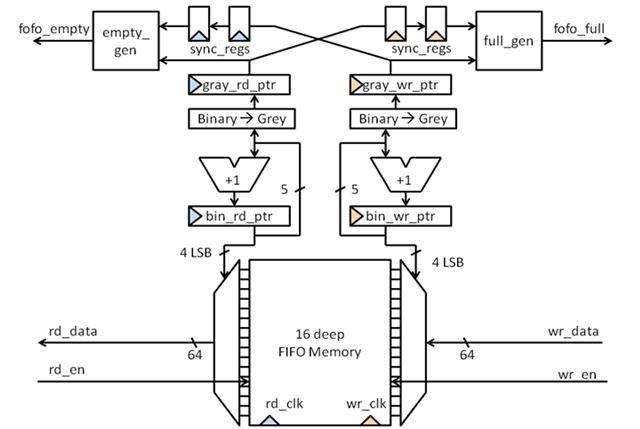 fofo_empty
empty_
gen
sync_regs
sync_regs
full_gen
fofo_full
gray_rd_ptr
gray_wr_ptr
Binary → Grey
Binary → Grey
+1
5
5
+1
bin_rd_ptr
bin_wr_ptr
4 LSB
4 LSB
rd_data
64
16 deep
FIFO Memory
wr_data
64
rd_en
wr_en
rd_clk
wr_clk